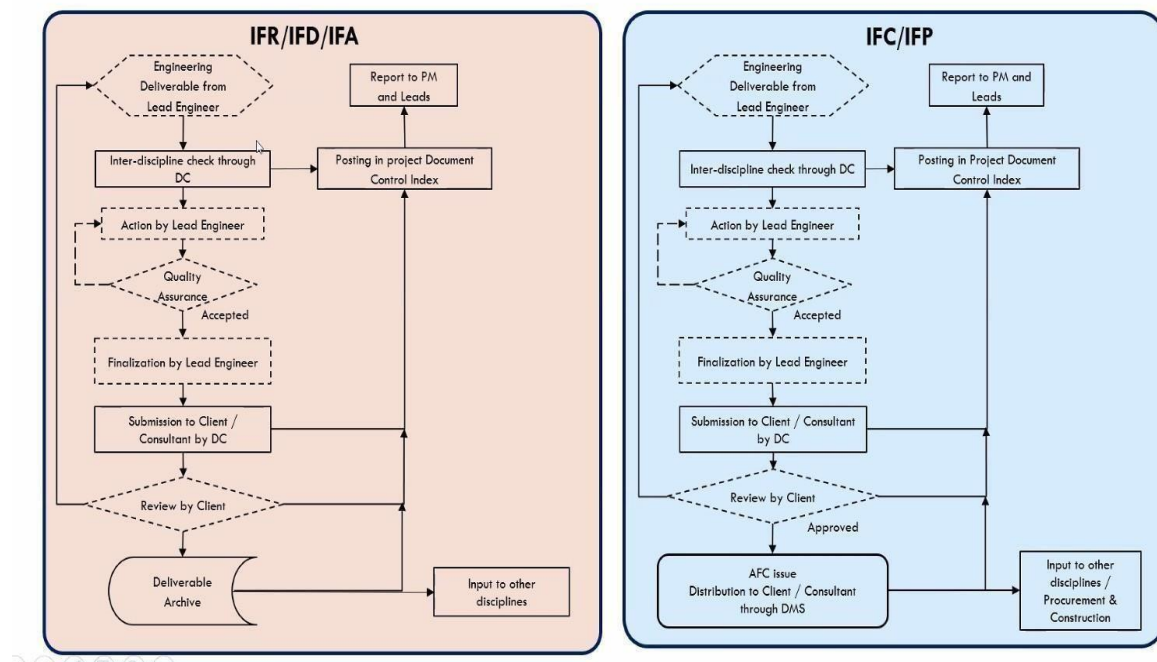 IFR/IFD/IFA
Engineering
Deliverable from
Lead Engineer
Report to PM
and Leads
Inter-discipline check through
DC
Posting in project Document
Control Index
Action by Lead Engineer
Quality
Assurance
Accepted
Finalization by Lead Engineer
Submission to Client /
Consultant by DC
Review by Client
Deliverable
Archive
Input to other
disciplines
IFC/IFP
Engineering
Deliverable from
Lead Engineer
Report to PM and
Leads
Inter-discipline check through DC
Posting in Project Document
Control Index
Action by Lead Engineer
Quality
Assurance
Accepted
Finalization by Lead Engineer
Submission to Client / Consultant
by DC
Review by Client
Approved
AFC issue
Distribution to Client / Consultant
through DMS
Input to other
disciplines /
Procurement &
Construction